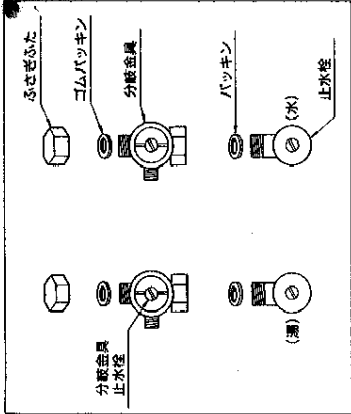 ふさぎふた
ゴムパッキン
分岐金具
パッキン
(水)
止水栓
分岐金具
止水栓
(湯)